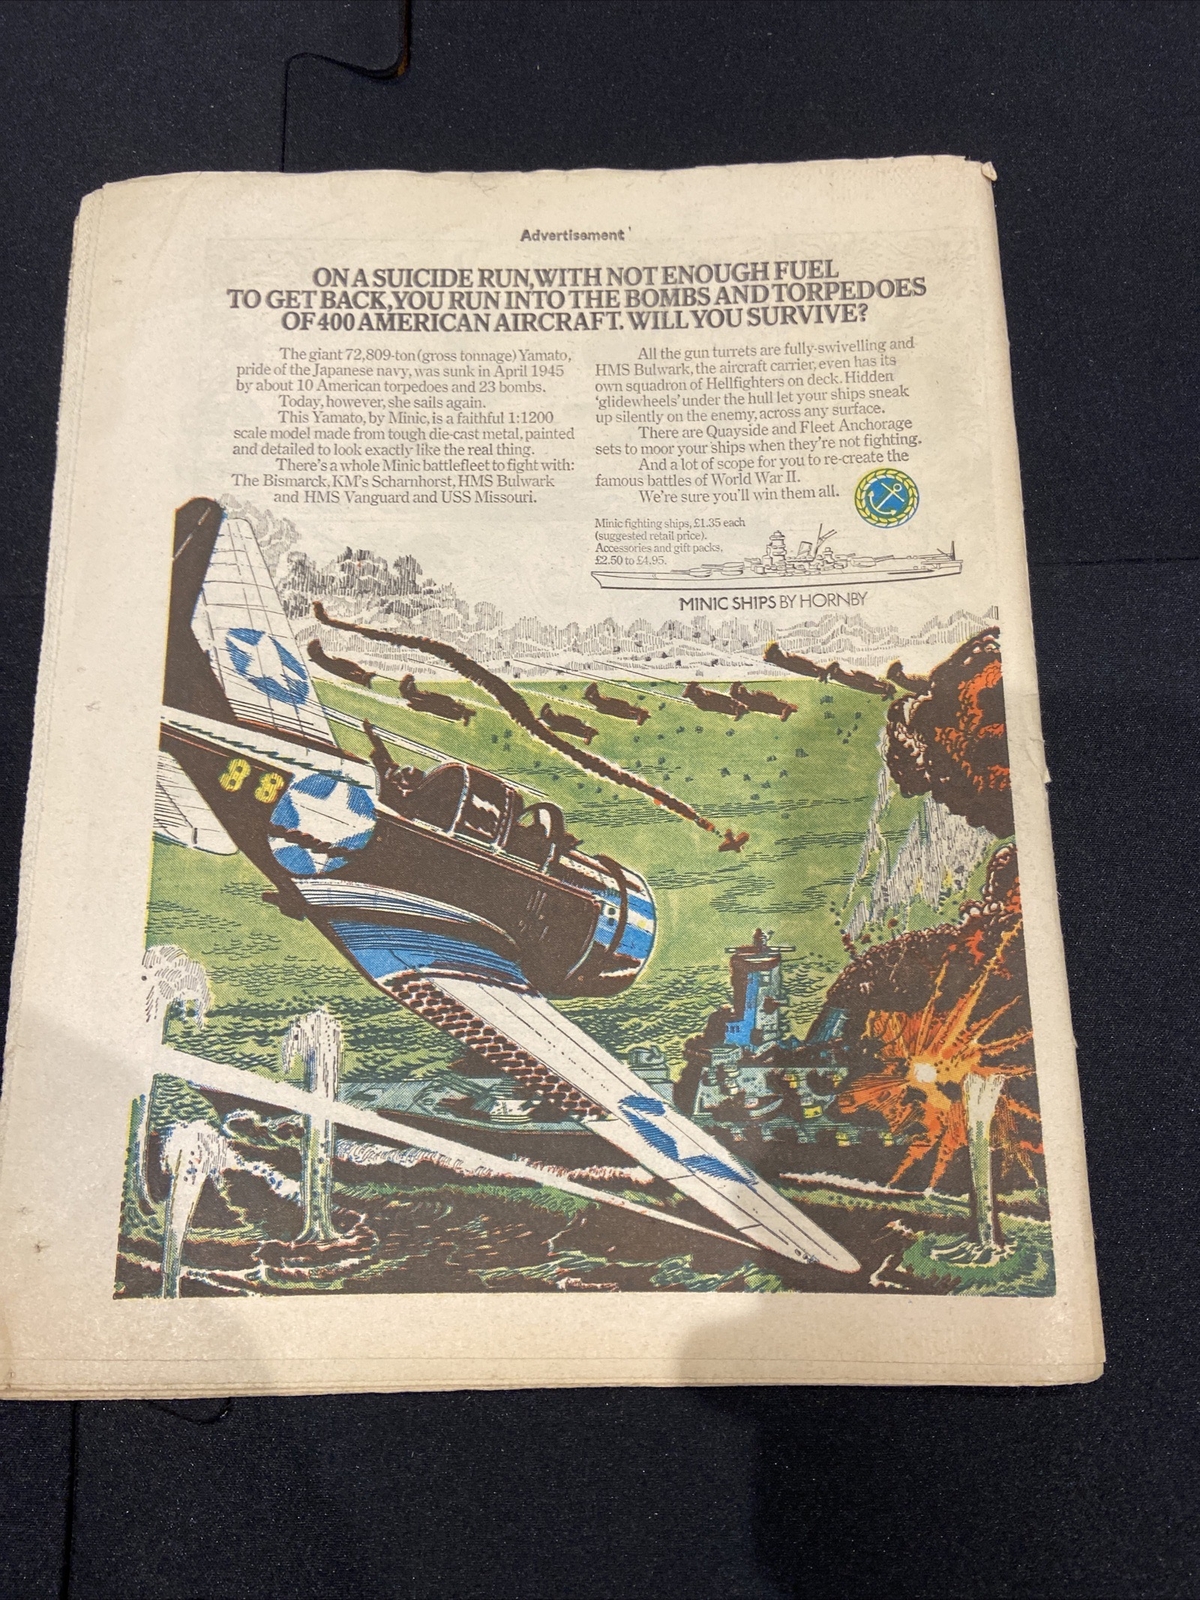 Advertisement
ON A SUICIDE RUN, WITH NOT ENOUGH FUEL
TO GET BACK, YOU RUN INTO THE BOMBS AND TORPEDOES
OF 400 AMERICAN AIRCRAFT. WILL YOU SURVIVE?
The giant 72,809-ton (gross tonnage) Yamato,
pride of the Japanese navy, was sunk in April 1945
by about 10 American torpedoes and 23 bombs.
Today, however, she sails again.
This Yamato, by Minic, is a faithful 1:1200
scale model made from tough die-cast metal, painted
and detailed to look exactly like the real thing.
There's a whole Minic battlefleet to fight with:
The Bismarck, KM's Scharnhorst, HMS Bulwark
and HMS Vanguard and USS Missouri.
All the gun turrets are fully-swivelling and
HMS Bulwark, the aircraft carrier, even has its
own squadron of Hellfighters on deck. Hidden
'glidewheels' under the hull let your ships sneak
up silently on the enemy, across any surface.
There are Quayside and Fleet Anchorage
sets to moor your ships when they're not fighting.
And a lot of scope for you to re-create the
famous battles of World War II.
We're sure you'll win them all.
Minic fighting ships, £1.35 each
(suggested retail price).
Accessories and gift packs,
£2.50 to £4.95.
MINIC SHIPS BY HORNBY
88